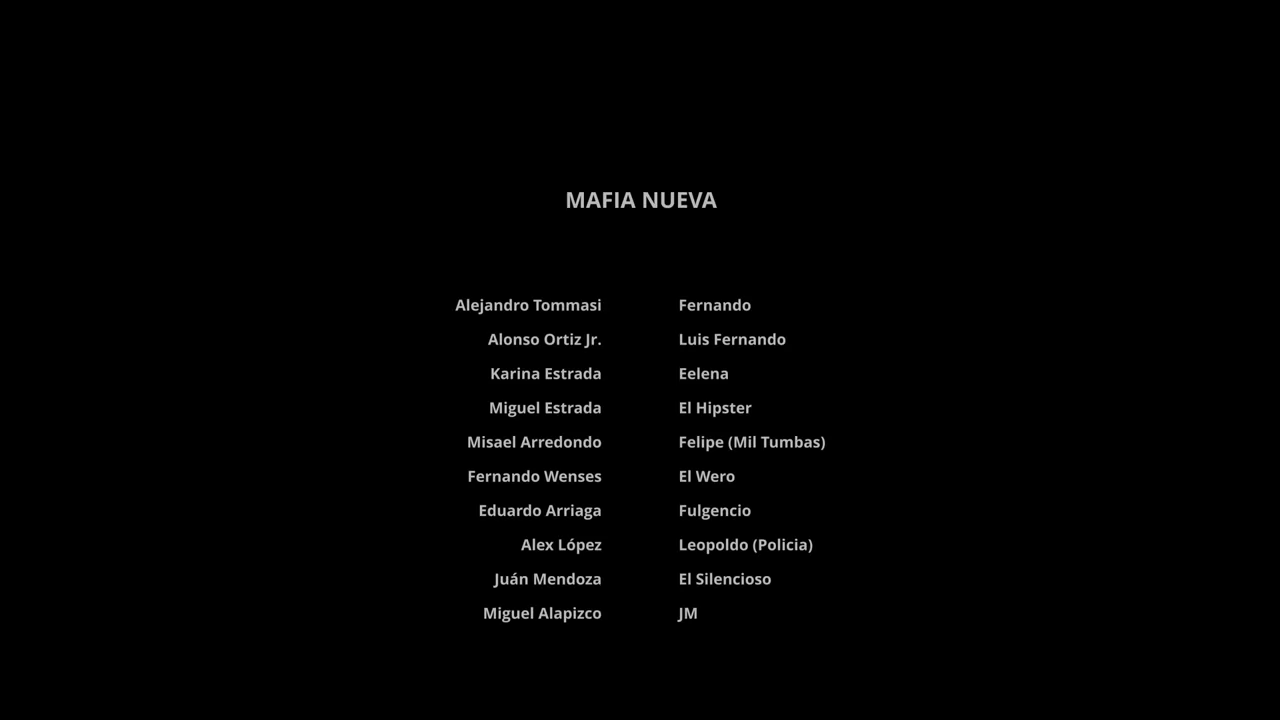 MAFIA NUEVA
Alejandro Tommasi Fernando
Alonso Ortiz Jr. Luis Fernando
Karina Estrada Eelena
Miguel Estrada El Hipster
Misael Arredondo Felipe (Mil Tumbas)
Fernando Wenses El Wero
Eduardo Arriaga Fulgencio
Alex López Leopoldo (Policia)
Juán Mendoza El Silencioso
Miguel Alapizco JM